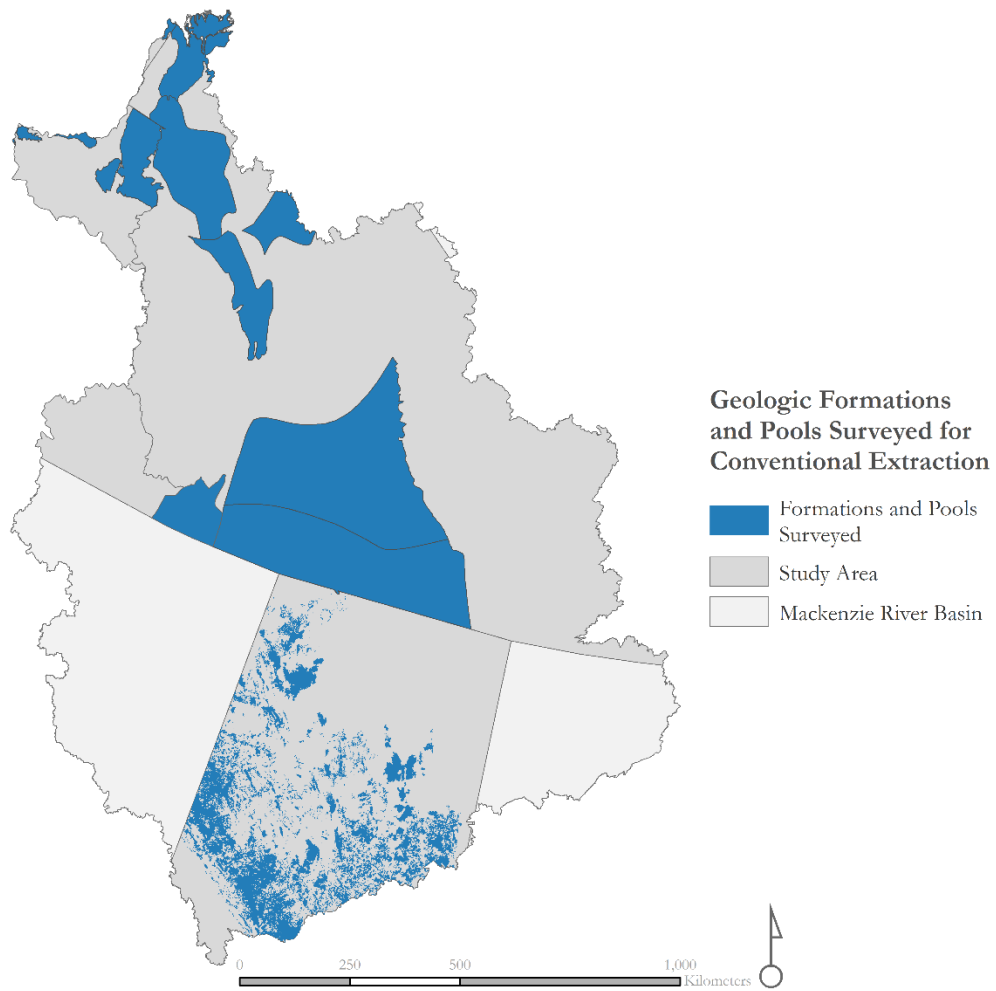 Geologic Formations
and Pools Surveyed for
Conventional Extraction
Formations and Pools
Surveyed
Study Area
Mackenzie River Basin
0 250 500 1,000
Kilometers